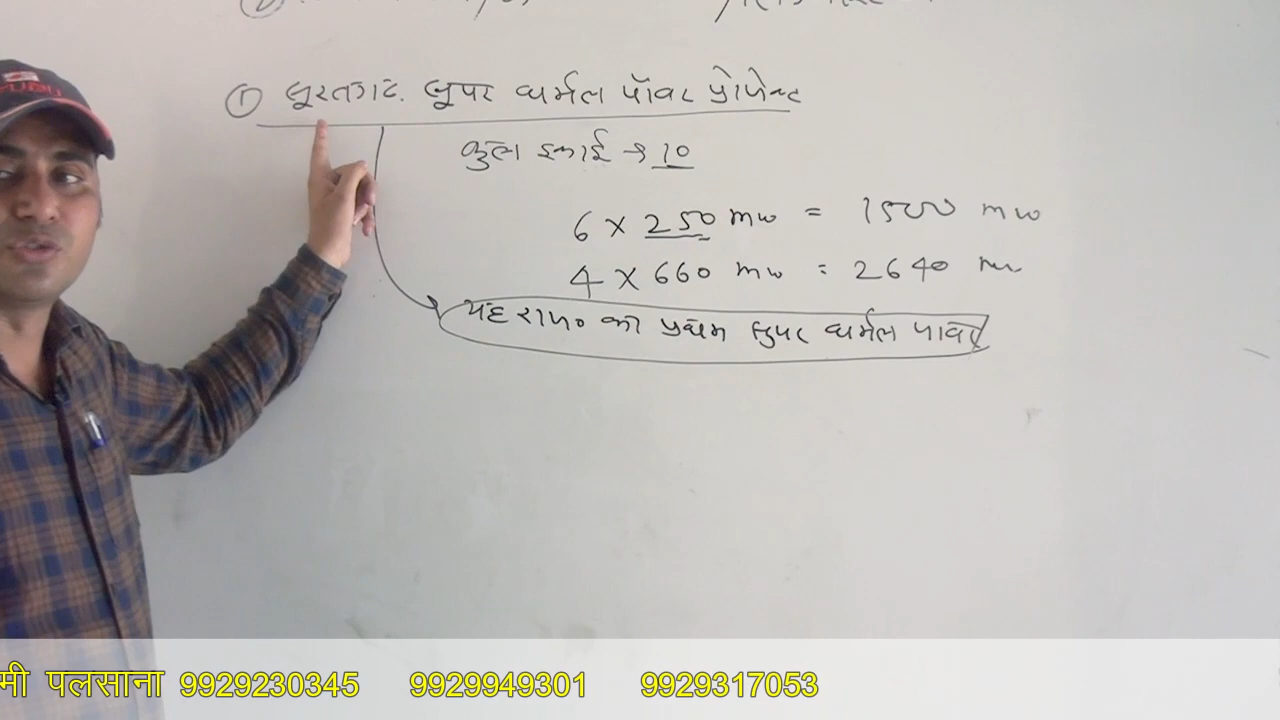 ① सूरतगढ़ सुपर थर्मल पॉवर प्रोजेक्ट
कुल इकाई → 10
6 × 250 mw = 1500 mw
4 × 660 mw = 2640 mw
यह राज० का प्रथम सुपर थर्मल पावर
मी पलसाना 9929230345 9929949301 9929317053